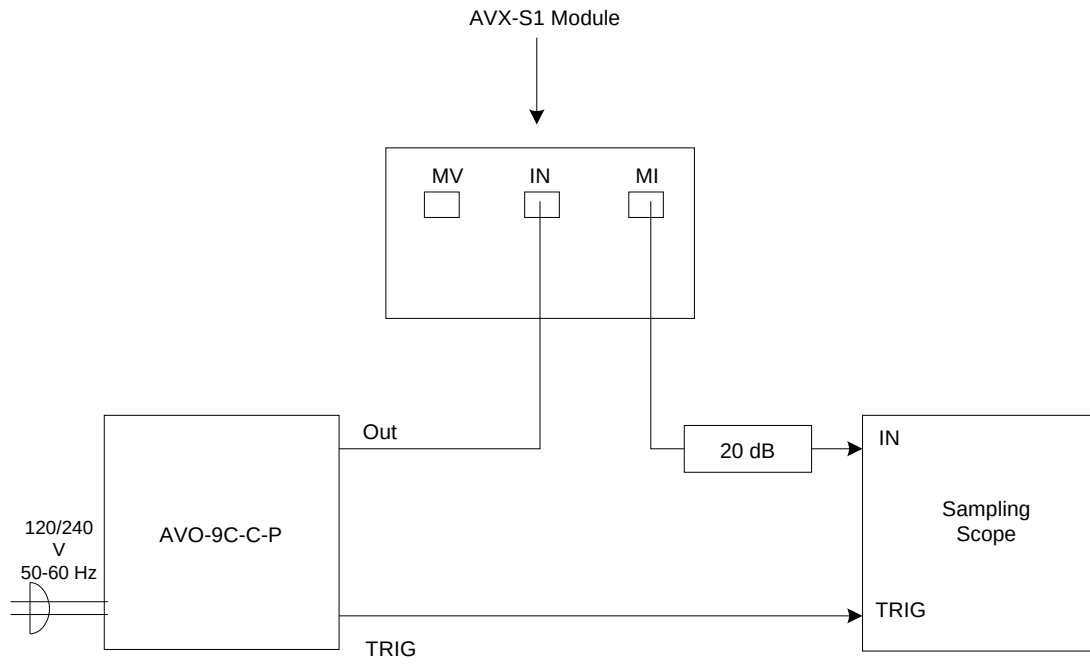 AVX-S1 Module
MV
IN
MI
Out
20 dB
IN
Sampling
Scope
AVO-9C-C-P
120/240
V
50-60 Hz
TRIG
TRIG